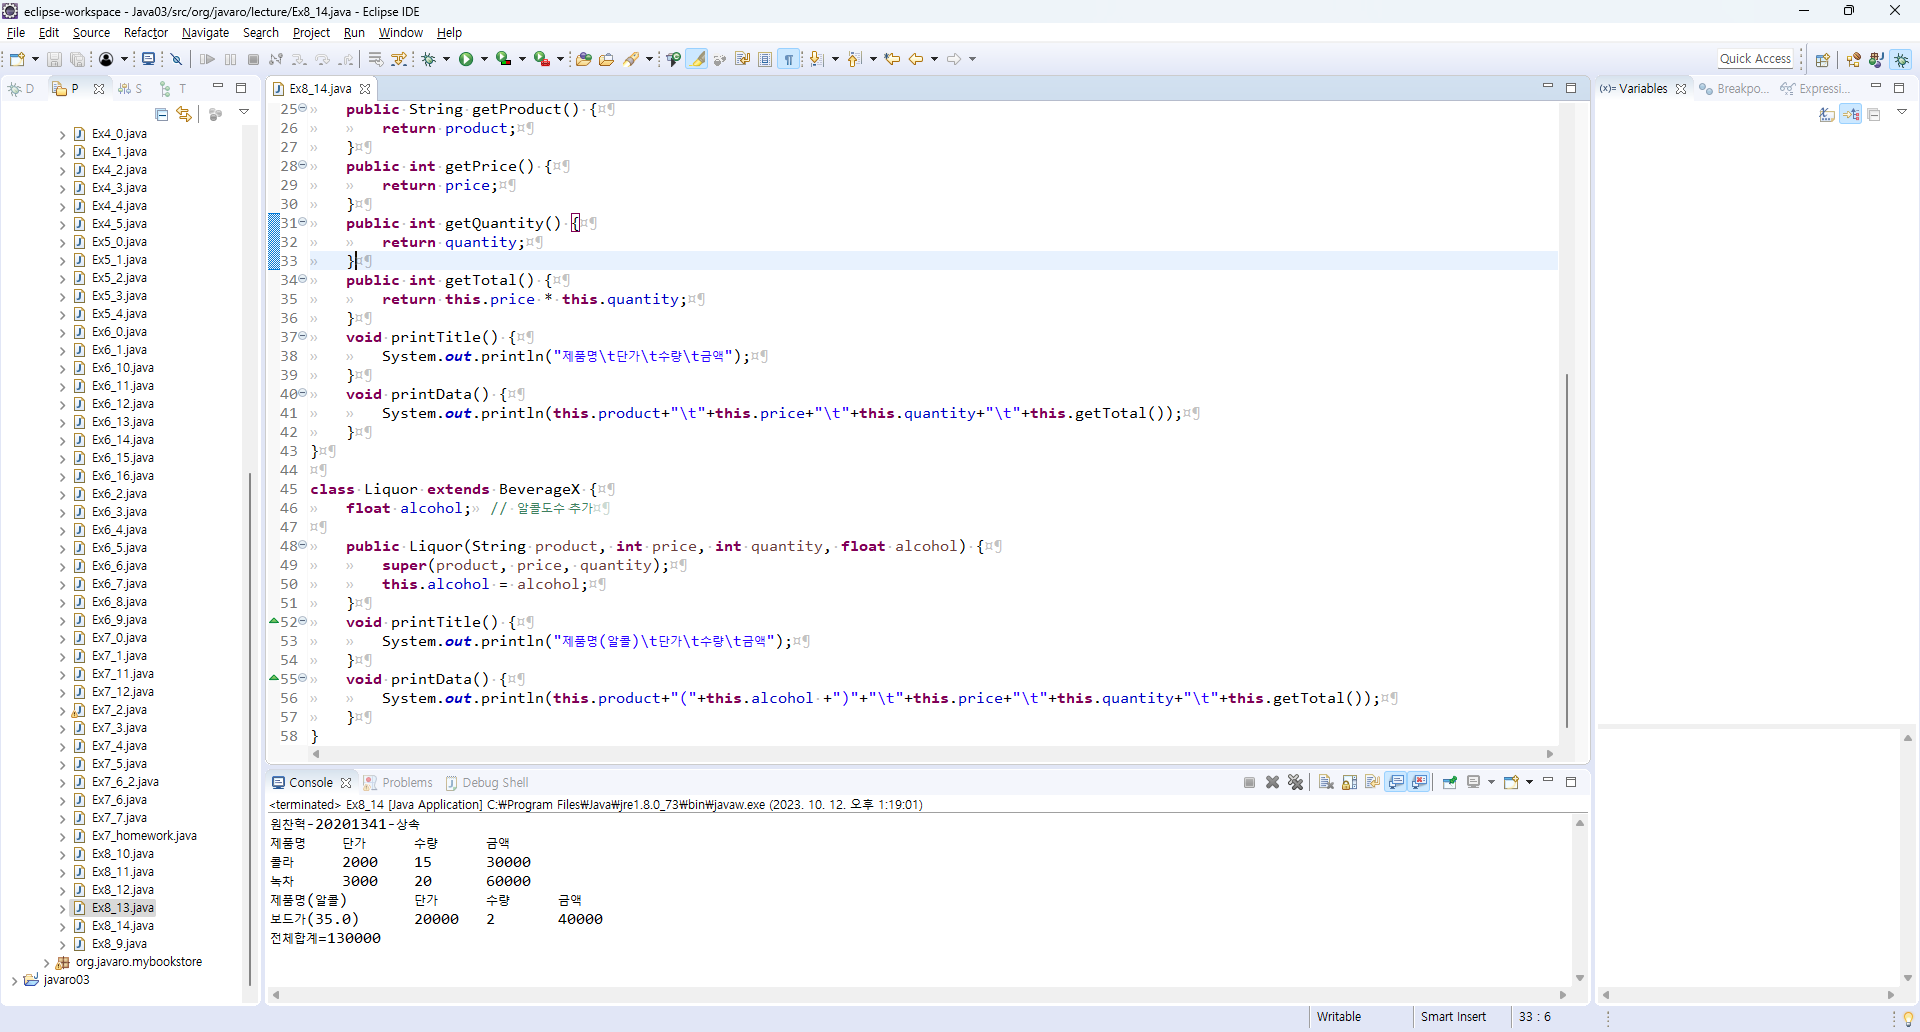 eclipse-workspace - Java03/src/org/javaro/lecture/Ex8_14.java - Eclipse IDE
File Edit Source Refactor Navigate Search Project Run Window Help
Quick Access
D P S T
Ex8_14.java
(x)= Variables Breakpo... Expressi...
Ex4_0.java
Ex4_1.java
Ex4_2.java
Ex4_3.java
Ex4_4.java
Ex4_5.java
Ex5_0.java
Ex5_1.java
Ex5_2.java
Ex5_3.java
Ex5_4.java
Ex6_0.java
Ex6_1.java
Ex6_10.java
Ex6_11.java
Ex6_12.java
Ex6_13.java
Ex6_14.java
Ex6_15.java
Ex6_16.java
Ex6_2.java
Ex6_3.java
Ex6_4.java
Ex6_5.java
Ex6_6.java
Ex6_7.java
Ex6_8.java
Ex6_9.java
Ex7_0.java
Ex7_1.java
Ex7_11.java
Ex7_12.java
Ex7_2.java
Ex7_3.java
Ex7_4.java
Ex7_5.java
Ex7_6_2.java
Ex7_6.java
Ex7_7.java
Ex7_homework.java
Ex8_10.java
Ex8_11.java
Ex8_12.java
Ex8_13.java
Ex8_14.java
Ex8_9.java
org.javaro.mybookstore
javaro03
25 public String getProduct() {
26 return product;
27 }
28 public int getPrice() {
29 return price;
30 }
31 public int getQuantity() {
32 return quantity;
33 }
34 public int getTotal() {
35 return this.price * this.quantity;
36 }
37 void printTitle() {
38 System.out.println("제품명\t단가\t수량\t금액");
39 }
40 void printData() {
41 System.out.println(this.product+"\t"+this.price+"\t"+this.quantity+"\t"+this.getTotal());
42 }
43 }
44
45 class Liquor extends BeverageX {
46 float alcohol; // 알콜도수 추가
47
48 public Liquor(String product, int price, int quantity, float alcohol) {
49 super(product, price, quantity);
50 this.alcohol = alcohol;
51 }
52 void printTitle() {
53 System.out.println("제품명(알콜)\t단가\t수량\t금액");
54 }
55 void printData() {
56 System.out.println(this.product+"("+this.alcohol +")"+"\t"+this.price+"\t"+this.quantity+"\t"+this.getTotal());
57 }
58 }
Console Problems Debug Shell
<terminated> Ex8_14 [Java Application] C:₩Program Files₩Java₩jre1.8.0_73₩bin₩javaw.exe (2023. 10. 12. 오후 1:19:01)
원찬혁-20201341-상속
제품명 단가 수량 금액
콜라 2000 15 30000
녹차 3000 20 60000
제품명(알콜) 단가 수량 금액
보드카(35.0) 20000 2 40000
전체합계=130000
Writable Smart Insert 33 : 6